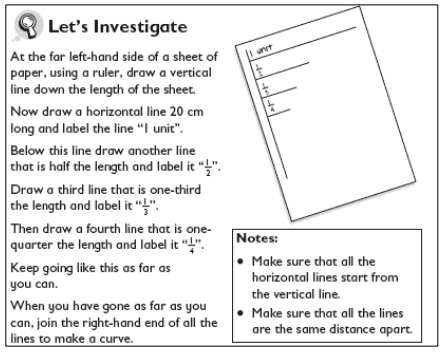 Let's Investigate
At the far left-hand side of a sheet of
paper, using a ruler, draw a vertical
line down the length of the sheet.
Now draw a horizontal line 20 cm
long and label the line "1 unit".
Below this line draw another line
that is half the length and label it "1/2".
Draw a third line that is one-third
the length and label it "1/3".
Then draw a fourth line that is one-
quarter the length and label it "1/4".
Keep going like this as far as
you can.
When you have gone as far as you
can, join the right-hand end of all the
lines to make a curve.
1 unit
1/2
1/3
1/4
Notes:
• Make sure that all the
horizontal lines start from
the vertical line.
• Make sure that all the lines
are the same distance apart.